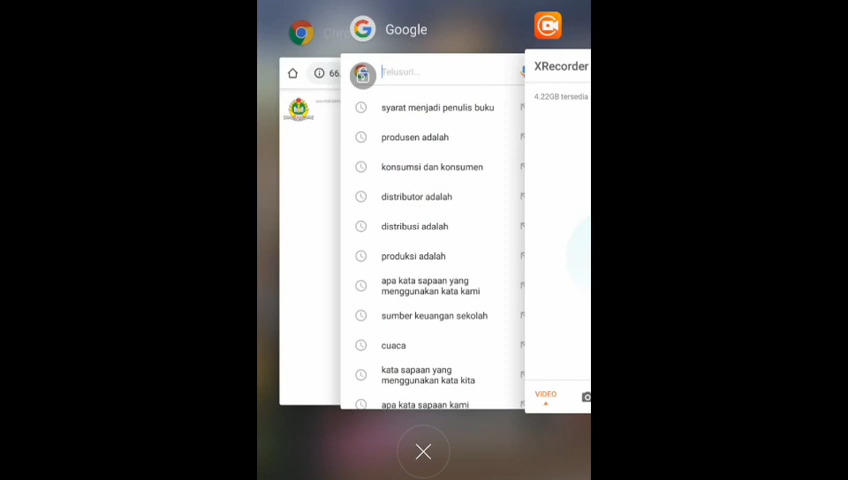 Chro
Google
XRecorder
66.
Telusuri...
4.22GB tersedia
syarat menjadi penulis buku
produsen adalah
konsumsi dan konsumen
distributor adalah
distribusi adalah
produksi adalah
apa kata sapaan yang
menggunakan kata kami
sumber keuangan sekolah
cuaca
kata sapaan yang
menggunakan kata kita
apa kata sapaan kami
VIDEO